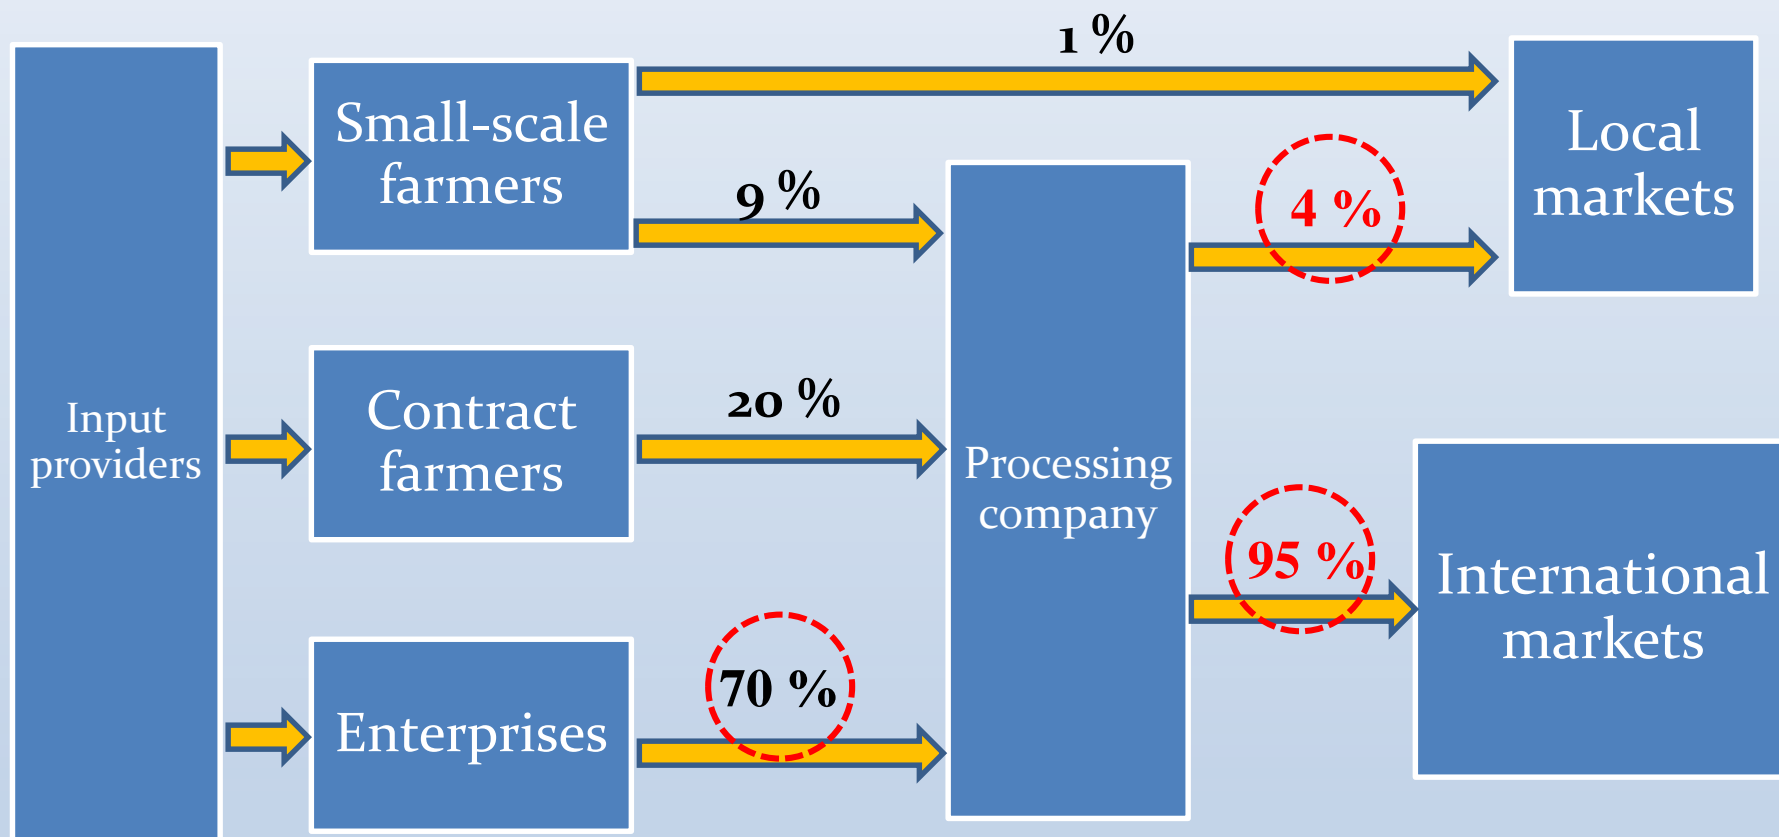 1 %
Small-scale
farmers
Local
markets
9 %
4 %
Input
providers
Contract
farmers
20 %
Processing
company
95 %
International
markets
Enterprises
70 %